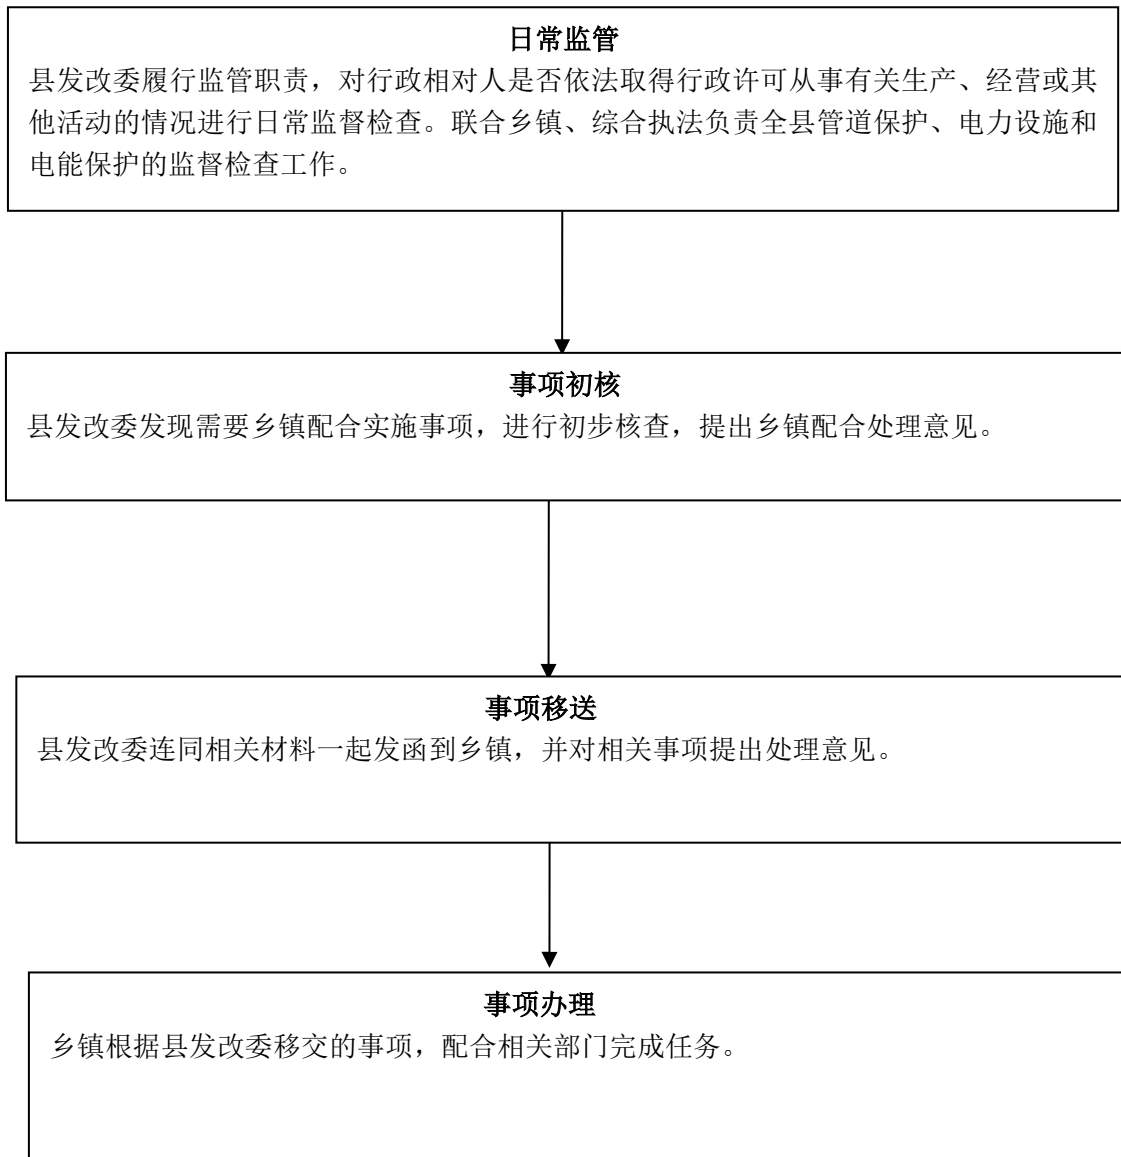 日常监管
县发改委履行监管职责，对行政相对人是否依法取得行政许可从事有关生产、经营或其
他活动的情况进行日常监督检查。联合乡镇、综合执法负责全县管道保护、电力设施和
电能保护的监督检查工作。
事项初核
县发改委发现需要乡镇配合实施事项，进行初步核查，提出乡镇配合处理意见。
事项移送
县发改委连同相关材料一起发函到乡镇，并对相关事项提出处理意见。
事项办理
乡镇根据县发改委移交的事项，配合相关部门完成任务。